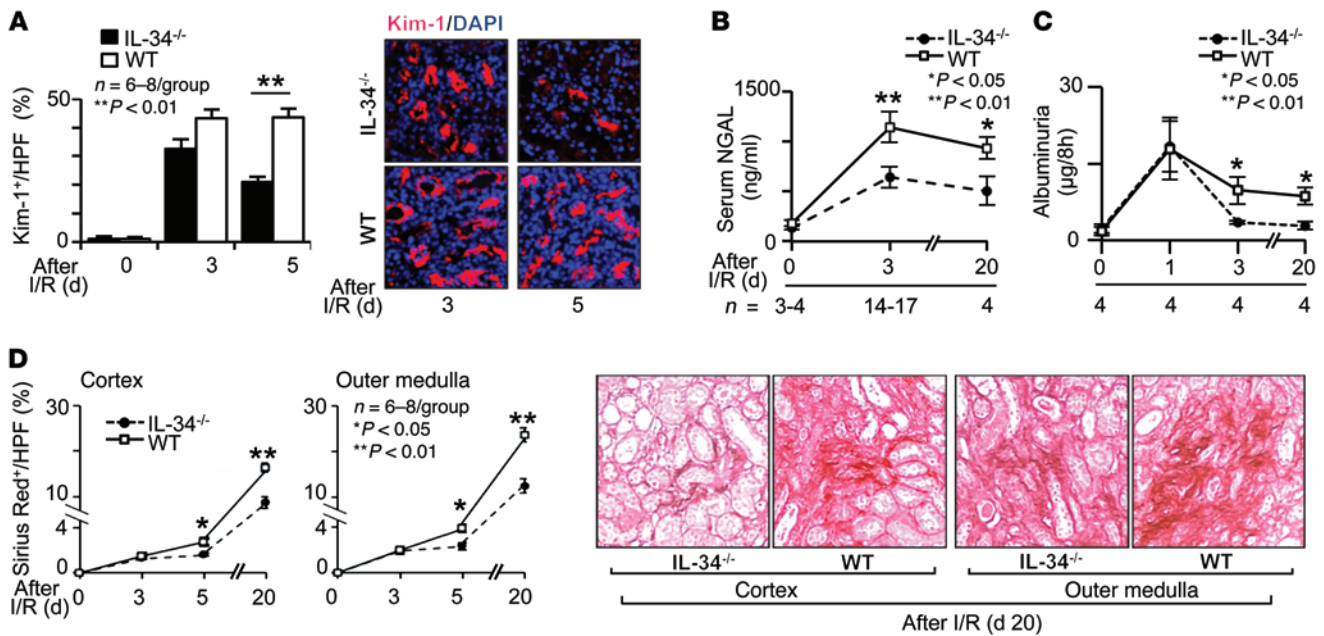 A
IL-34-/-
WT
n = 6–8/group
**P < 0.01
**
Kim-1+/HPF (%)
50
0
After
I/R (d)
0 3 5
Kim-1/DAPI
IL-34-/-
WT
After
I/R (d)
3 5
B
IL-34-/-
WT
*P < 0.05
**P < 0.01
Serum NGAL
(ng/ml)
1500
0
**
*
After
I/R (d)
0 3 20
n = 3-4 14-17 4
C
IL-34-/-
WT
*P < 0.05
**P < 0.01
Albuminuria
(µg/8h)
30
0
*
*
0 1 3 20
4 4 4 4
D
Sirius Red+/HPF (%)
Cortex
30
10
4
0
IL-34-/-
WT
*
**
After
I/R (d)
0 3 5 20
Outer medulla
30
10
4
0
n = 6–8/group
*P < 0.05
**P < 0.01
*
**
0 3 5 20
IL-34-/- WT IL-34-/- WT
Cortex Outer medulla
After I/R (d 20)